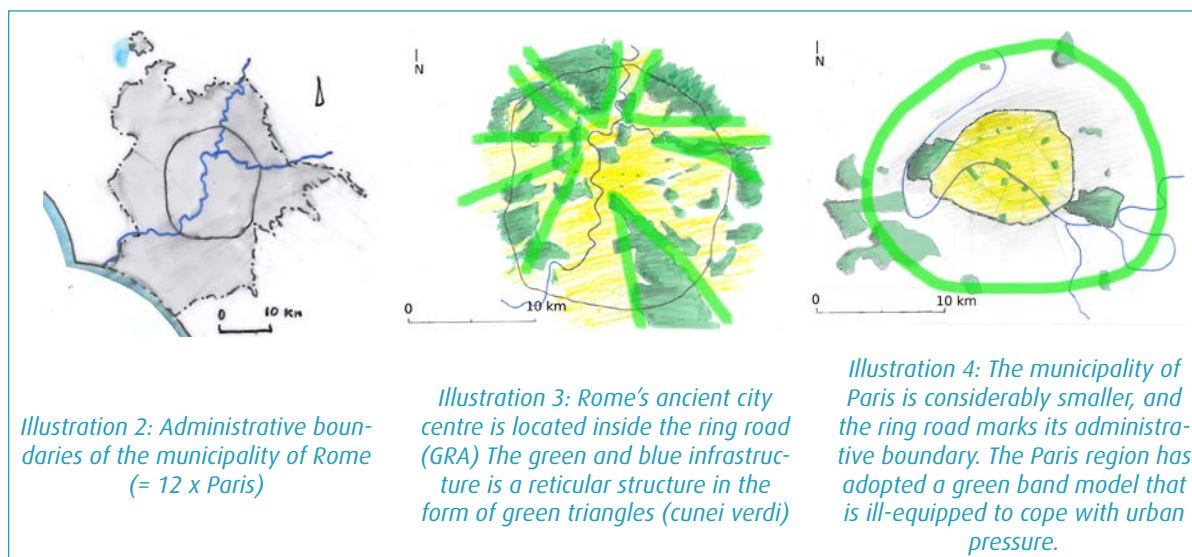 0 10 Km
N
0
10 km
N
0
10 km
Illustration 2: Administrative boun-
daries of the municipality of Rome
(= 12 x Paris)
Illustration 3: Rome’s ancient city
centre is located inside the ring road
(GRA) The green and blue infrastruc-
ture is a reticular structure in the
form of green triangles (cunei verdi)
Illustration 4: The municipality of
Paris is considerably smaller, and
the ring road marks its administra-
tive boundary. The Paris region has
adopted a green band model that
is ill-equipped to cope with urban
pressure.